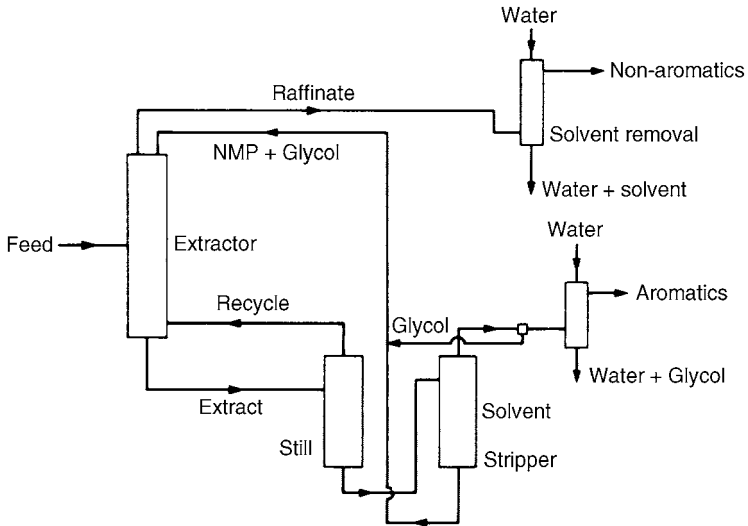 Water
Non-aromatics
Raffinate
Solvent removal
NMP + Glycol
Water + solvent
Water
Feed
Extractor
Aromatics
Recycle
Glycol
Water + Glycol
Extract
Solvent
Still
Stripper